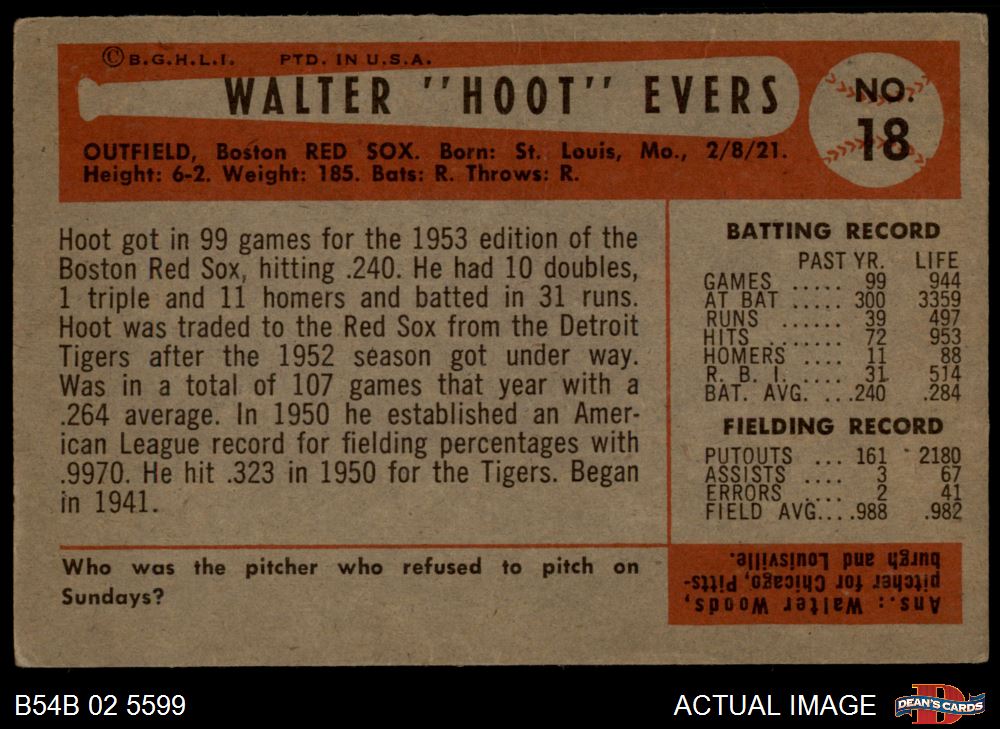 © B.G.H.L.I. PTD. IN U.S.A.
WALTER "HOOT" EVERS
NO.
18
OUTFIELD, Boston RED SOX. Born: St. Louis, Mo., 2/8/21.
Height: 6-2. Weight: 185. Bats: R. Throws: R.
Hoot got in 99 games for the 1953 edition of the
Boston Red Sox, hitting .240. He had 10 doubles,
1 triple and 11 homers and batted in 31 runs.
Hoot was traded to the Red Sox from the Detroit
Tigers after the 1952 season got under way.
Was in a total of 107 games that year with a
.264 average. In 1950 he established an Amer-
ican League record for fielding percentages with
.9970. He hit .323 in 1950 for the Tigers. Began
in 1941.
BATTING RECORD
PAST YR. LIFE
GAMES ..... 99 944
AT BAT ..... 300 3359
RUNS ...... 39 497
HITS ........ 72 953
HOMERS .... 11 88
R. B. I. ..... 31 514
BAT. AVG. ....240 .284
FIELDING RECORD
PUTOUTS ... 161 2180
ASSISTS .... 3 67
ERRORS .... 2 41
FIELD AVG.....988 .982
Who was the pitcher who refused to pitch on
Sundays?
Ans.: Walter Woods,
pitcher for Chicago, Pitts-
burgh and Louisville.
B54B 02 5599
ACTUAL IMAGE
D
DEAN'S CARDS